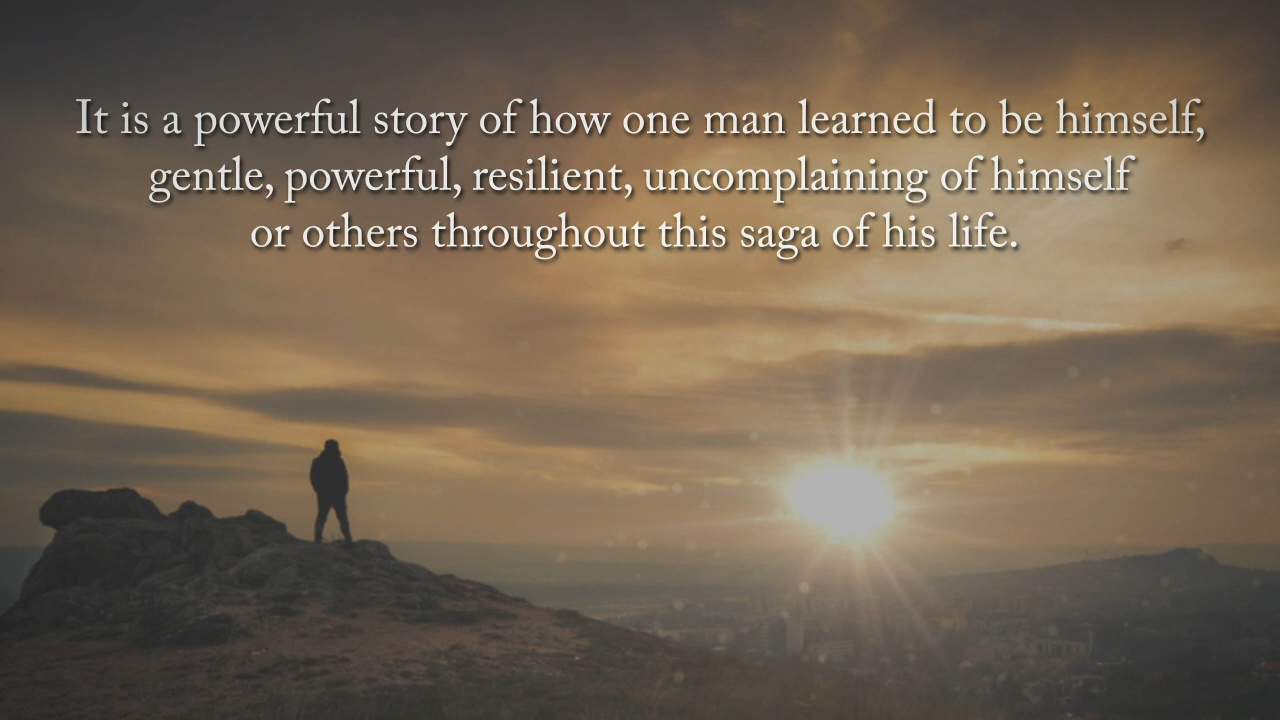 It is a powerful story of how one man learned to be himself,
gentle, powerful, resilient, uncomplaining of himself
or others throughout this saga of his life.